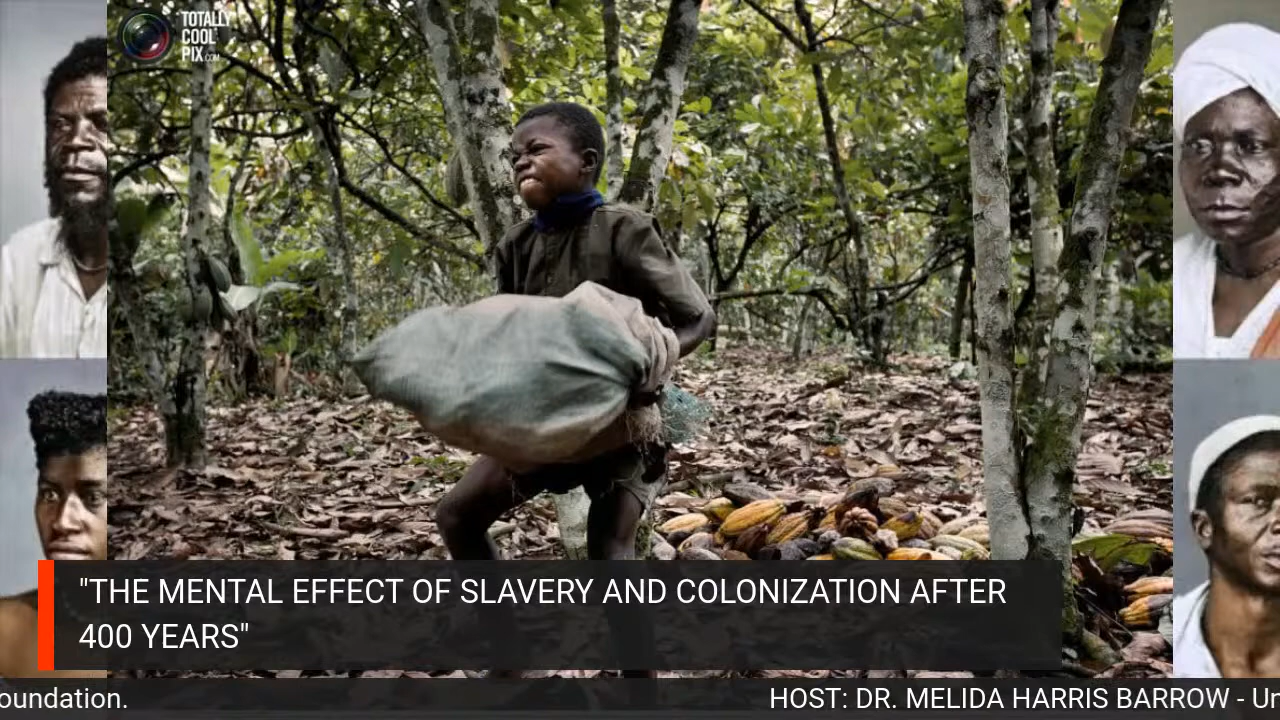 TOTALLY
COOL
PIX.COM
"THE MENTAL EFFECT OF SLAVERY AND COLONIZATION AFTER
400 YEARS"
oundation. HOST: DR. MELIDA HARRIS BARROW - Un